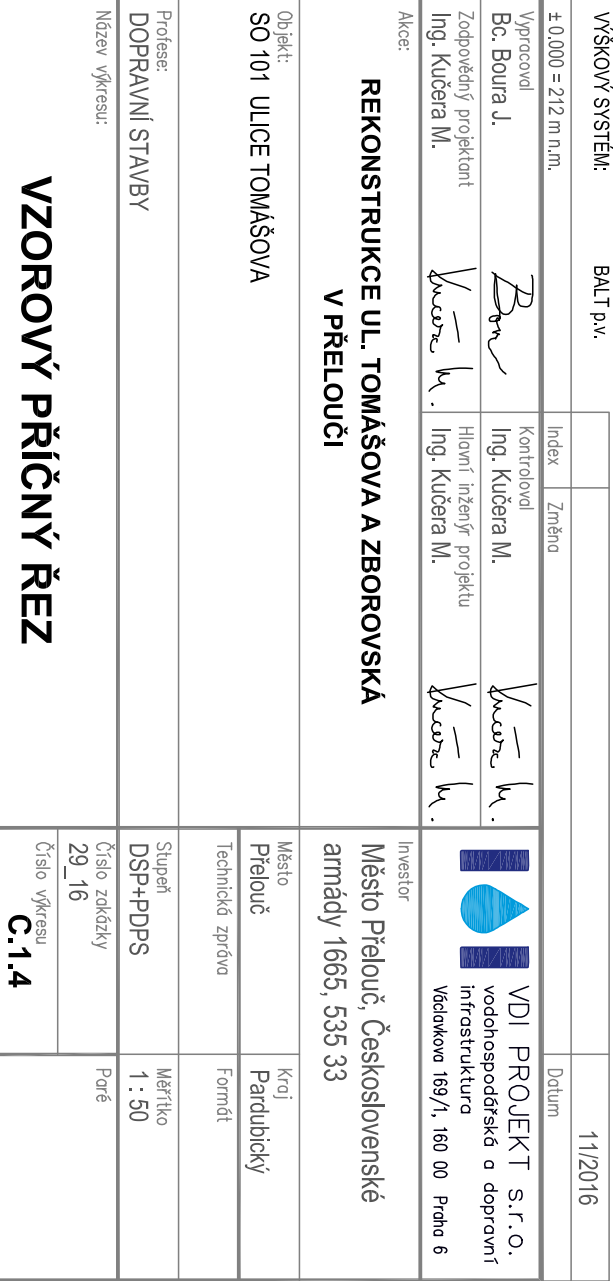 VÝŠKOVÝ SYSTÉM: BALT p.v.
11/2016
± 0,000 = 212 m n.m.
Index Změna Datum
Vypracoval
Bc. Boura J.
Kontroloval
Ing. Kučera M.
Kučera M.
Zodpovědný projektant
Ing. Kučera M.
Kučera M.
Hlavní inženýr projektu
Ing. Kučera M.
Kučera M.
VDI PROJEKT s.r.o.
vodohospodářská a dopravní
infrastruktura
Václavkova 169/1, 160 00 Praha 6
Akce:
REKONSTRUKCE UL. TOMÁŠOVA A ZBOROVSKÁ
V PŘELOUČI
Investor
Město Přelouč, Československé
armády 1665, 535 33
Objekt:
SO 101 ULICE TOMÁŠOVA
Město
Přelouč
Kraj
Pardubický
Technická zpráva
Formát
Profese:
DOPRAVNÍ STAVBY
Stupeň
DSP+PDPS
Měřítko
1 : 50
Název výkresu:
VZOROVÝ PŘÍČNÝ ŘEZ
Číslo zakázky
29_16
Číslo výkresu
C.1.4
Paré